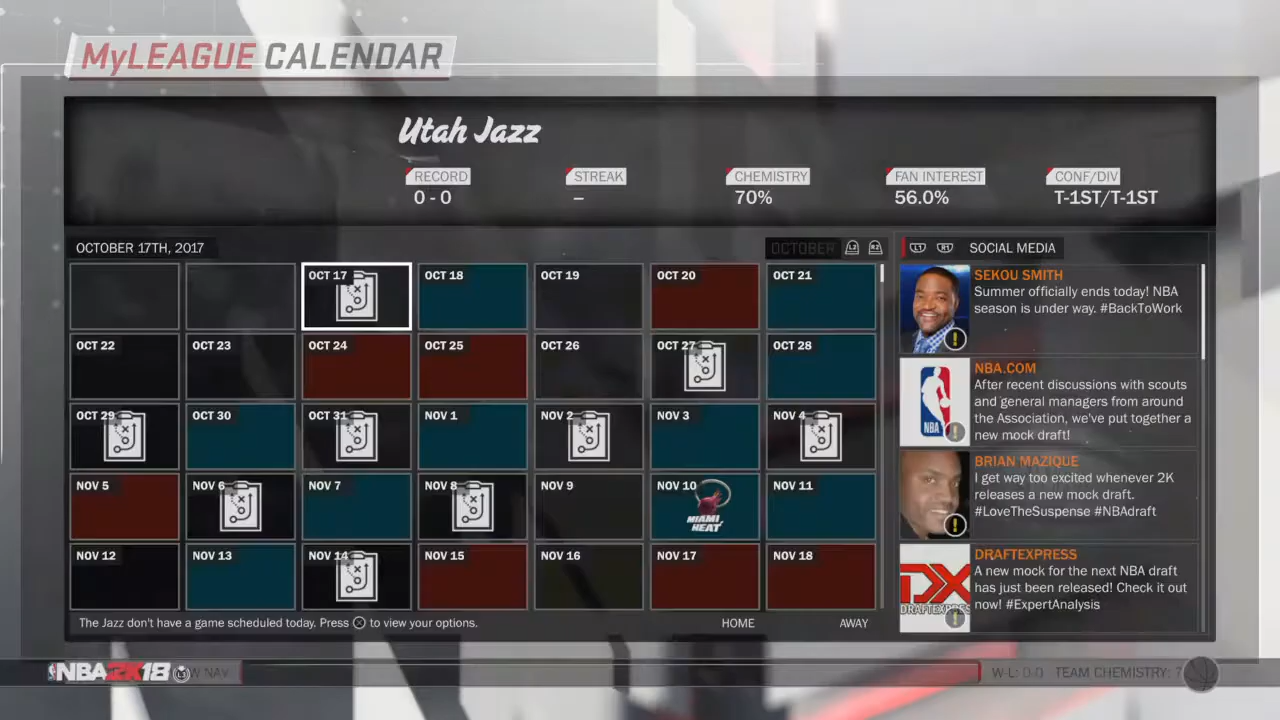 MyLEAGUE CALENDAR
Utah Jazz
RECORD STREAK CHEMISTRY FAN INTEREST CONF/DIV
0 - 0 – 70% 56.0% T-1ST/T-1ST
OCTOBER 17TH, 2017 OCTOBER L2 R2 L1 R1 SOCIAL MEDIA
OCT 17 OCT 18 OCT 19 OCT 20 OCT 21
OCT 22 OCT 23 OCT 24 OCT 25 OCT 26 OCT 27 OCT 28
OCT 29 OCT 30 OCT 31 NOV 1 NOV 2 NOV 3 NOV 4
NOV 5 NOV 6 NOV 7 NOV 8 NOV 9 NOV 10 NOV 11
MIAMI
HEAT
NOV 12 NOV 13 NOV 14 NOV 15 NOV 16 NOV 17 NOV 18
SEKOU SMITH
Summer officially ends today! NBA
season is under way. #BackToWork
NBA
NBA.COM
After recent discussions with scouts
and general managers from around
the Association, we've put together a
new mock draft!
BRIAN MAZIQUE
I get way too excited whenever 2K
releases a new mock draft.
#LoveTheSuspense #NBAdraft
DX
DRAFTEXPRESS
DRAFTEXPRESS
A new mock for the next NBA draft
has just been released! Check it out
now! #ExpertAnalysis
The Jazz don't have a game scheduled today. Press ⓧ to view your options. HOME AWAY
NBA2K18 NAV W-L: 0-0 TEAM CHEMISTRY: 7